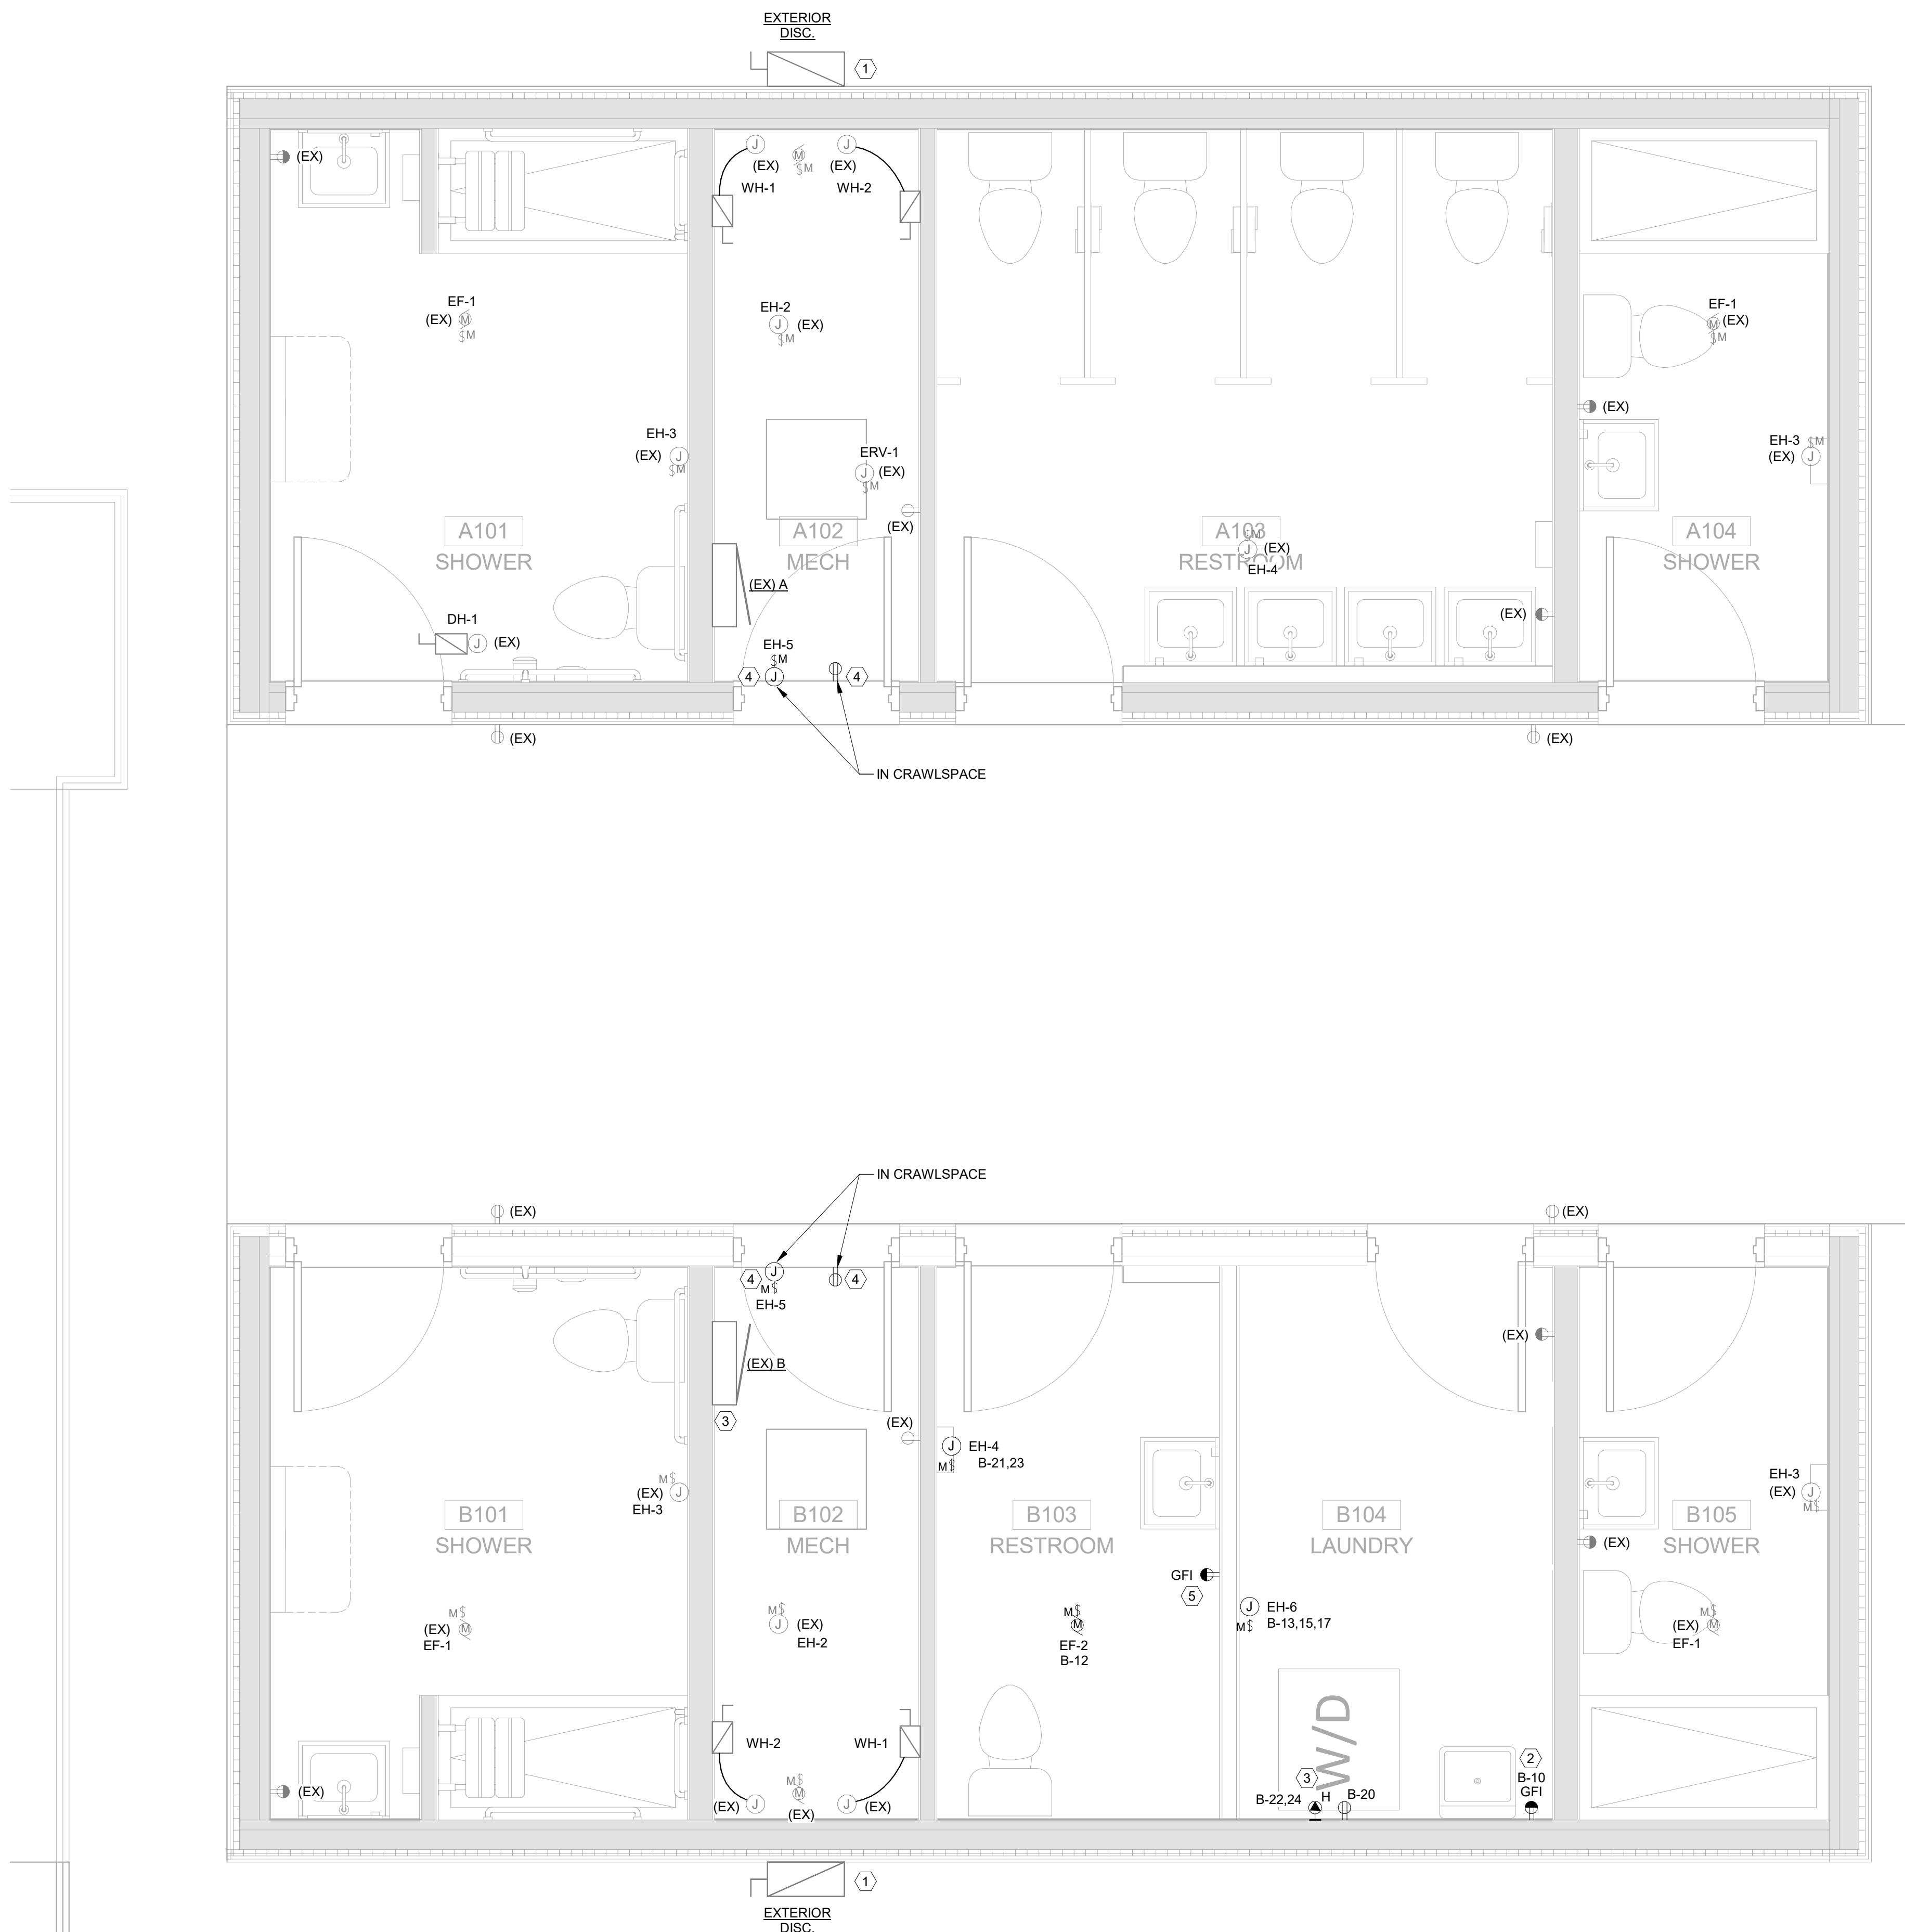 EXTERIOR
DISC.
1
(EX)
J
(EX)
WH-1
M
$M
J
(EX)
WH-2
EF-1
(EX) M
$M
EH-2
J (EX)
$M
EF-1
M (EX)
$M
(EX)
EH-3
(EX) J
$M
ERV-1
J (EX)
$M
(EX)
EH-3 $M
(EX) J
A101
SHOWER
A102
MECH
A103
RESTROOM
$M
J (EX)
EH-4
A104
SHOWER
(EX) A
(EX)
DH-1
J (EX)
EH-5
$M
4 J
4
(EX)
(EX)
IN CRAWLSPACE
IN CRAWLSPACE
(EX)
(EX)
4 J
M$
EH-5
4
(EX) B
3
(EX)
(EX)
J EH-4
M$ B-21,23
M$
(EX) J
EH-3
EH-3
(EX) J
M$
B101
SHOWER
B102
MECH
B103
RESTROOM
B104
LAUNDRY
B105
SHOWER
(EX)
GFI
5
J EH-6
M$ B-13,15,17
M$
(EX) M
EF-1
M$
J (EX)
EH-2
M$
M
EF-2
B-12
M$
(EX) M
EF-1
W/D
WH-2
WH-1
(EX)
(EX) J
M$
M
(EX)
J (EX)
3
B-22,24 H
B-20
2
B-10
GFI
1
EXTERIOR
DISC.